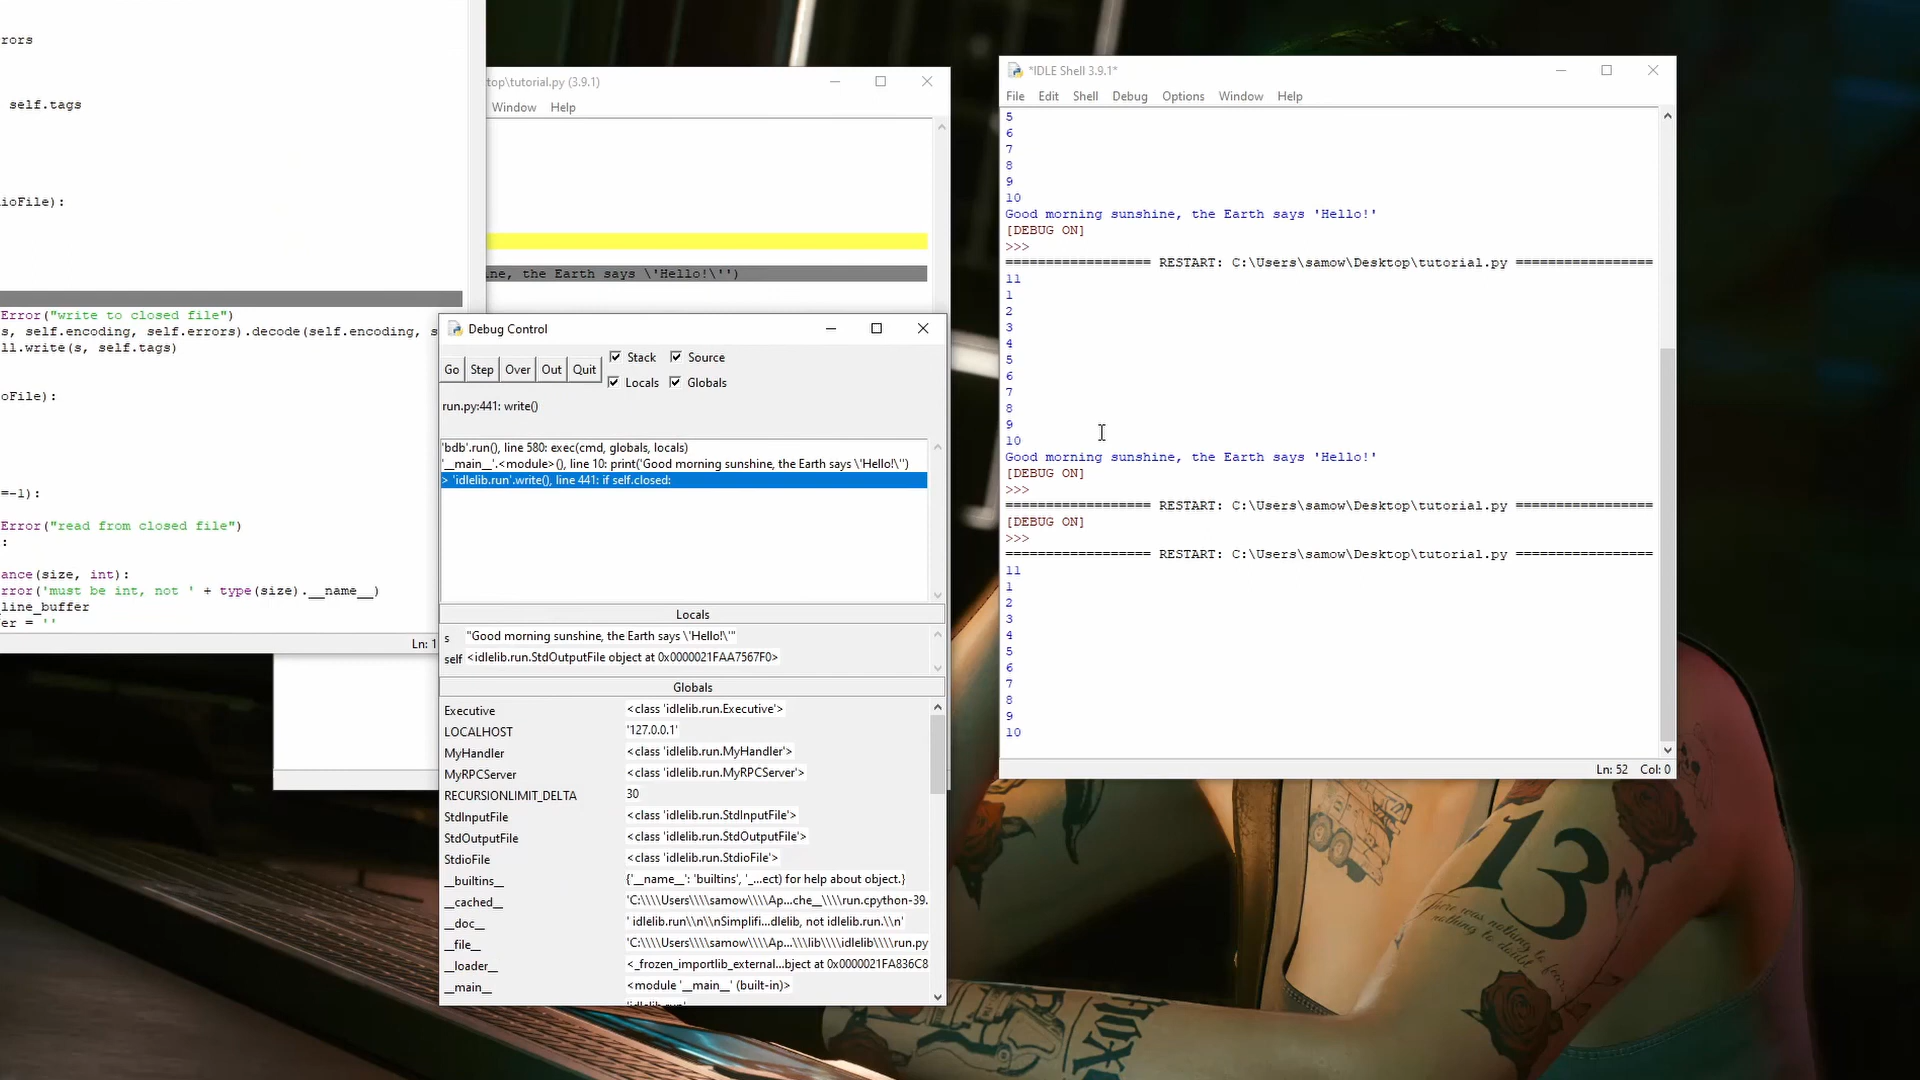 rors
self.tags
ioFile):
Error("write to closed file")
s, self.encoding, self.errors).decode(self.encoding, s
ll.write(s, self.tags)
oFile):
=-1):
Error("read from closed file")
:
ance(size, int):
rror('must be int, not ' + type(size).__name__)
line_buffer
er = ''
Ln: 1
top\tutorial.py (3.9.1)
Window Help
ne, the Earth says \'Hello!\'')
Debug Control
Go Step Over Out Quit
Stack Source
Locals Globals
run.py:441: write()
'bdb'.run(), line 580: exec(cmd, globals, locals)
'__main__'.<module>(), line 10: print('Good morning sunshine, the Earth says \'Hello!\'')
> 'idlelib.run'.write(), line 441: if self.closed:
Locals
s "Good morning sunshine, the Earth says \'Hello!\'"
self <idlelib.run.StdOutputFile object at 0x0000021FAA7567F0>
Globals
Executive <class 'idlelib.run.Executive'>
LOCALHOST '127.0.0.1'
MyHandler <class 'idlelib.run.MyHandler'>
MyRPCServer <class 'idlelib.run.MyRPCServer'>
RECURSIONLIMIT_DELTA 30
StdInputFile <class 'idlelib.run.StdInputFile'>
StdOutputFile <class 'idlelib.run.StdOutputFile'>
StdioFile <class 'idlelib.run.StdioFile'>
__builtins__ {'__name__': 'builtins', '_...ect) for help about object.}
__cached__ 'C:\\\\Users\\\\samow\\\\Ap...che__\\\\run.cpython-39.
__doc__ ' idlelib.run\\n\\nSimplifi...dlelib, not idlelib.run.\\n'
__file__ 'C:\\\\Users\\\\samow\\\\Ap...\\\\lib\\\\idlelib\\\\run.py
__loader__ <_frozen_importlib_external...bject at 0x0000021FA836C8
__main__ <module '__main__' (built-in)>
*IDLE Shell 3.9.1*
File Edit Shell Debug Options Window Help
5
6
7
8
9
10
Good morning sunshine, the Earth says 'Hello!'
[DEBUG ON]
>>>
================== RESTART: C:\Users\samow\Desktop\tutorial.py =================
11
1
2
3
4
5
6
7
8
9
10
Good morning sunshine, the Earth says 'Hello!'
[DEBUG ON]
>>>
================== RESTART: C:\Users\samow\Desktop\tutorial.py =================
[DEBUG ON]
>>>
================== RESTART: C:\Users\samow\Desktop\tutorial.py =================
11
1
2
3
4
5
6
7
8
9
10
Ln: 52 Col: 0
13
There was nothing to fear
nothing to doubt